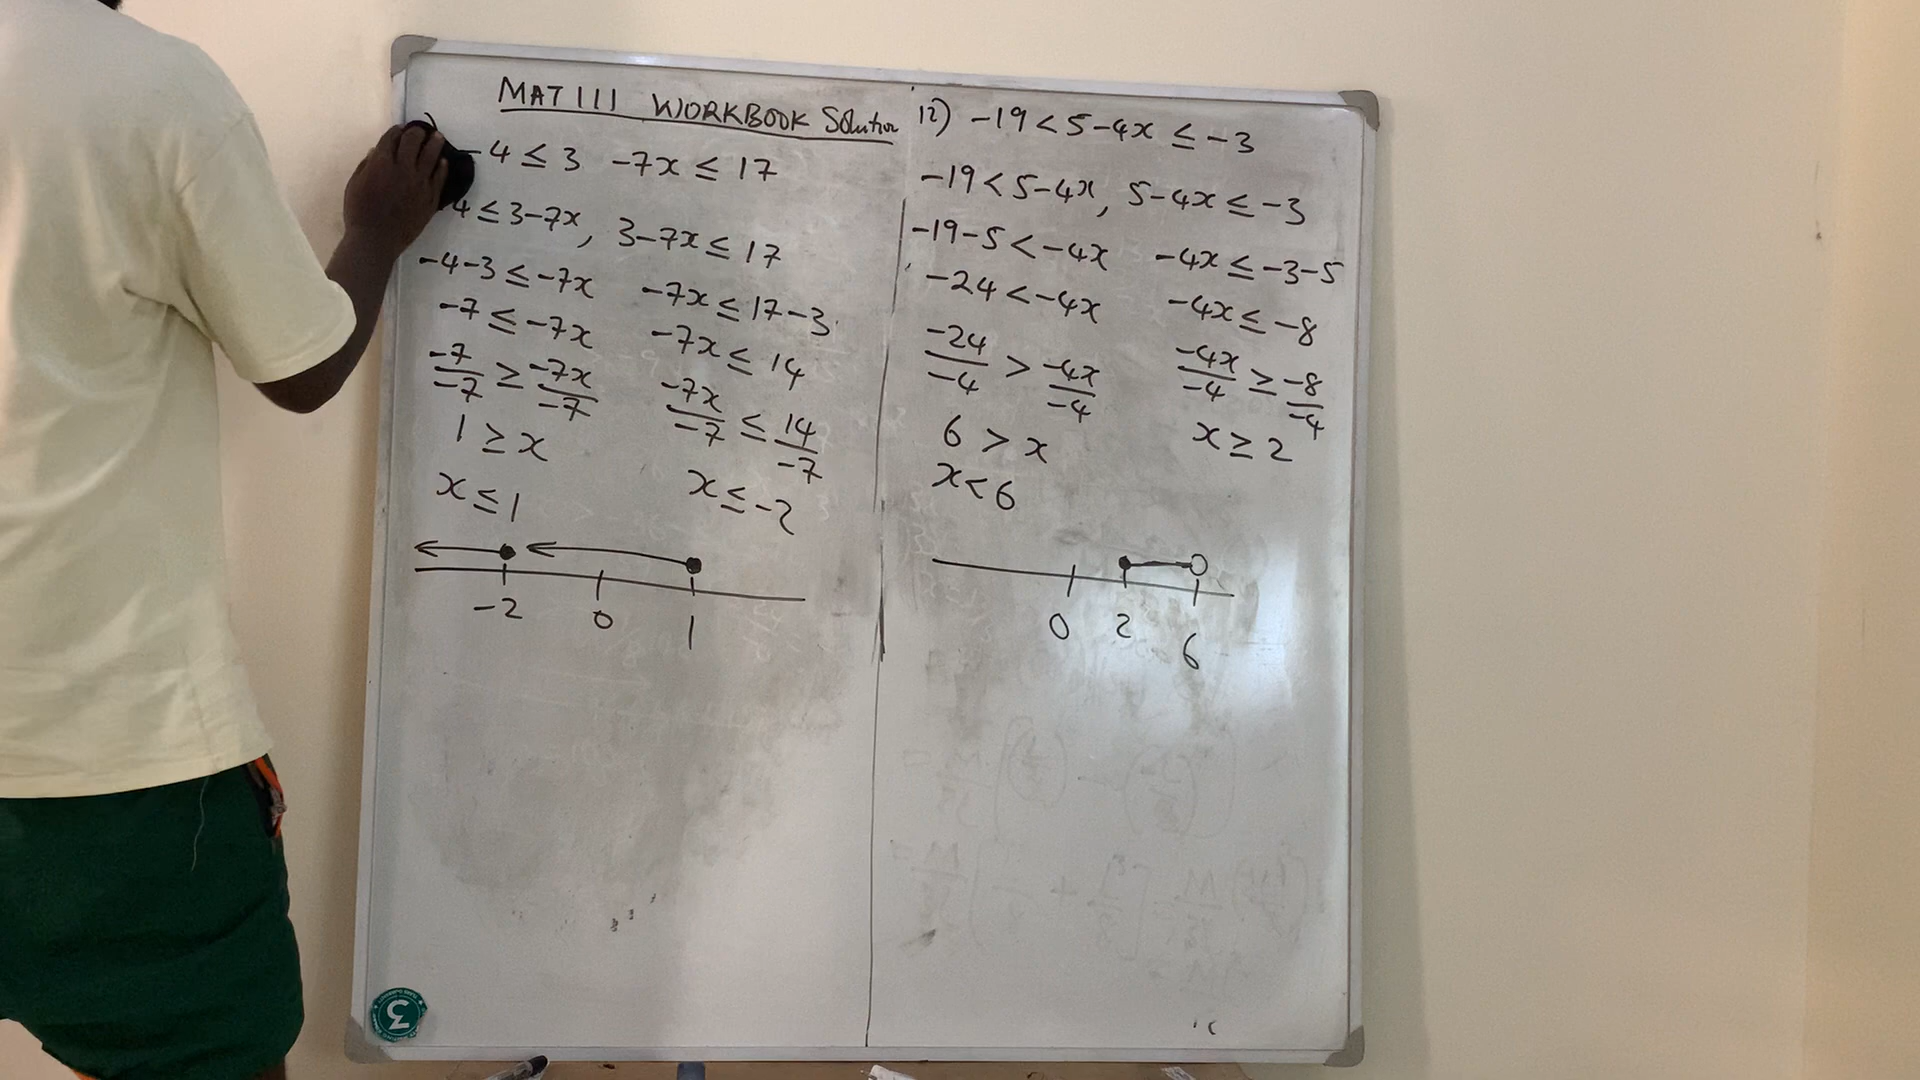 MAT 111 WORKBOOK Solution
-4 ≤ 3 -7x ≤ 17
-4 ≤ 3-7x, 3-7x ≤ 17
-4-3 ≤ -7x -7x ≤ 17-3
-7 ≤ -7x -7x ≤ 14
-7/-7 ≥ -7x/-7 -7x/-7 ≤ 14/-7
1 ≥ x
x ≤ 1 x ≤ -2
-2 0 1
12) -19 < 5-4x ≤ -3
-19 < 5-4x, 5-4x ≤ -3
-19-5 < -4x -4x ≤ -3-5
-24 < -4x -4x ≤ -8
-24/-4 > -4x/-4 -4x/-4 ≥ -8/-4
6 > x x ≥ 2
x < 6
0 2 6
3